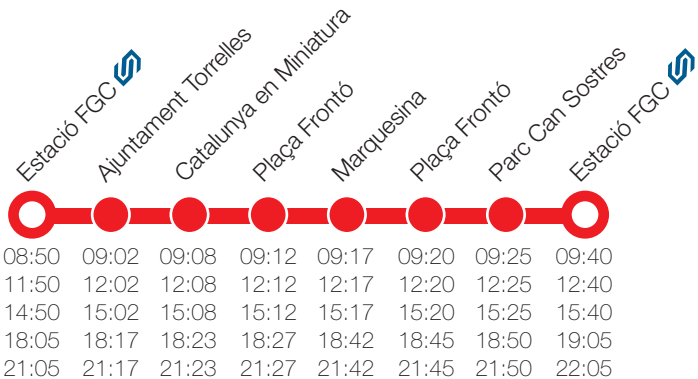 Estació FGC
Ajuntament Torrelles
Catalunya en Miniatura
Plaça Frontó
Marquesina
Plaça Frontó
Parc Can Sostres
Estació FGC
08:50 09:02 09:08 09:12 09:17 09:20 09:25 09:40
11:50 12:02 12:08 12:12 12:17 12:20 12:25 12:40
14:50 15:02 15:08 15:12 15:17 15:20 15:25 15:40
18:05 18:17 18:23 18:27 18:42 18:45 18:50 19:05
21:05 21:17 21:23 21:27 21:42 21:45 21:50 22:05